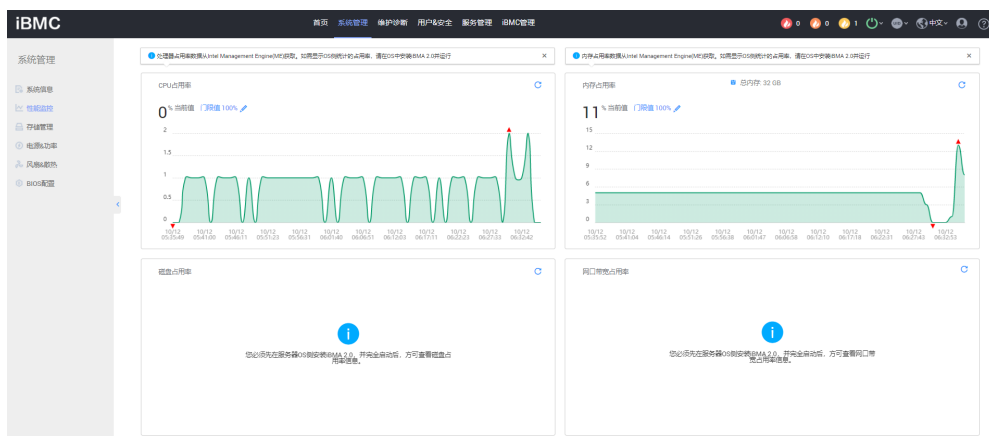 iBMC
首页 系统管理 维护诊断 用户&安全 服务管理 iBMC管理
0 0 1 中文
系统管理
系统信息
性能监控
存储管理
电源&功率
风扇&散热
BIOS配置
处理器占用率数据从Intel Management Engine(ME)获取。如需显示OS侧统计的占用率，请在OS中安装iBMA 2.0并运行
CPU占用率
0% 当前值 门限值 100%
2
1.5
1
0.5
0
10/12 10/12 10/12 10/12 10/12 10/12 10/12 10/12 10/12 10/12 10/12 10/12
05:35:49 05:41:00 05:46:11 05:51:23 05:56:31 06:01:40 06:06:51 06:12:03 06:17:11 06:22:23 06:27:33 06:32:42
内存占用率数据从Intel Management Engine(ME)获取。如需显示OS侧统计的占用率，请在OS中安装iBMA 2.0并运行
内存占用率
总内存: 32 GB
11% 当前值 门限值 100%
15
12
9
6
3
0
10/12 10/12 10/12 10/12 10/12 10/12 10/12 10/12 10/12 10/12 10/12 10/12
05:35:52 05:41:04 05:46:14 05:51:26 05:56:38 06:01:47 06:06:58 06:12:10 06:17:19 06:22:31 06:27:43 06:32:53
磁盘占用率
您必须先在服务器OS侧安装iBMA 2.0，并完全启动后，方可查看磁盘占
用率信息。
网口带宽占用率
您必须先在服务器OS侧安装iBMA 2.0，并完全启动后，方可查看网口带
宽占用率信息。